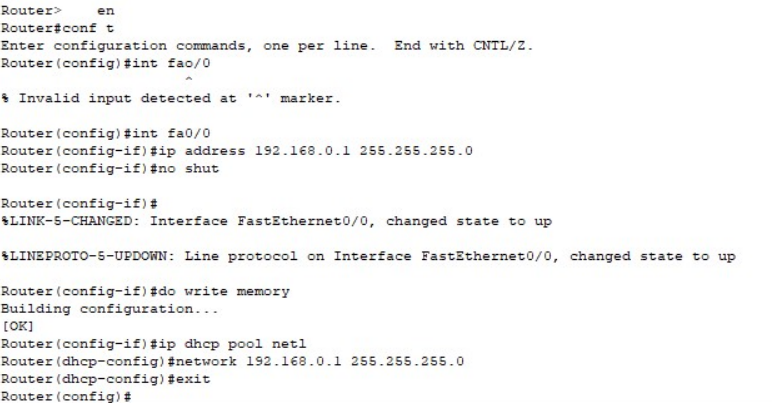 Router>    en
Router#conf t
Enter configuration commands, one per line.  End with CNTL/Z.
Router(config)#int fao/0
^
% Invalid input detected at '^' marker.
Router(config)#int fa0/0
Router(config-if)#ip address 192.168.0.1 255.255.255.0
Router(config-if)#no shut
Router(config-if)#
%LINK-5-CHANGED: Interface FastEthernet0/0, changed state to up
%LINEPROTO-5-UPDOWN: Line protocol on Interface FastEthernet0/0, changed state to up
Router(config-if)#do write memory
Building configuration...
[OK]
Router(config-if)#ip dhcp pool net1
Router(dhcp-config)#network 192.168.0.1 255.255.255.0
Router(dhcp-config)#exit
Router(config)#